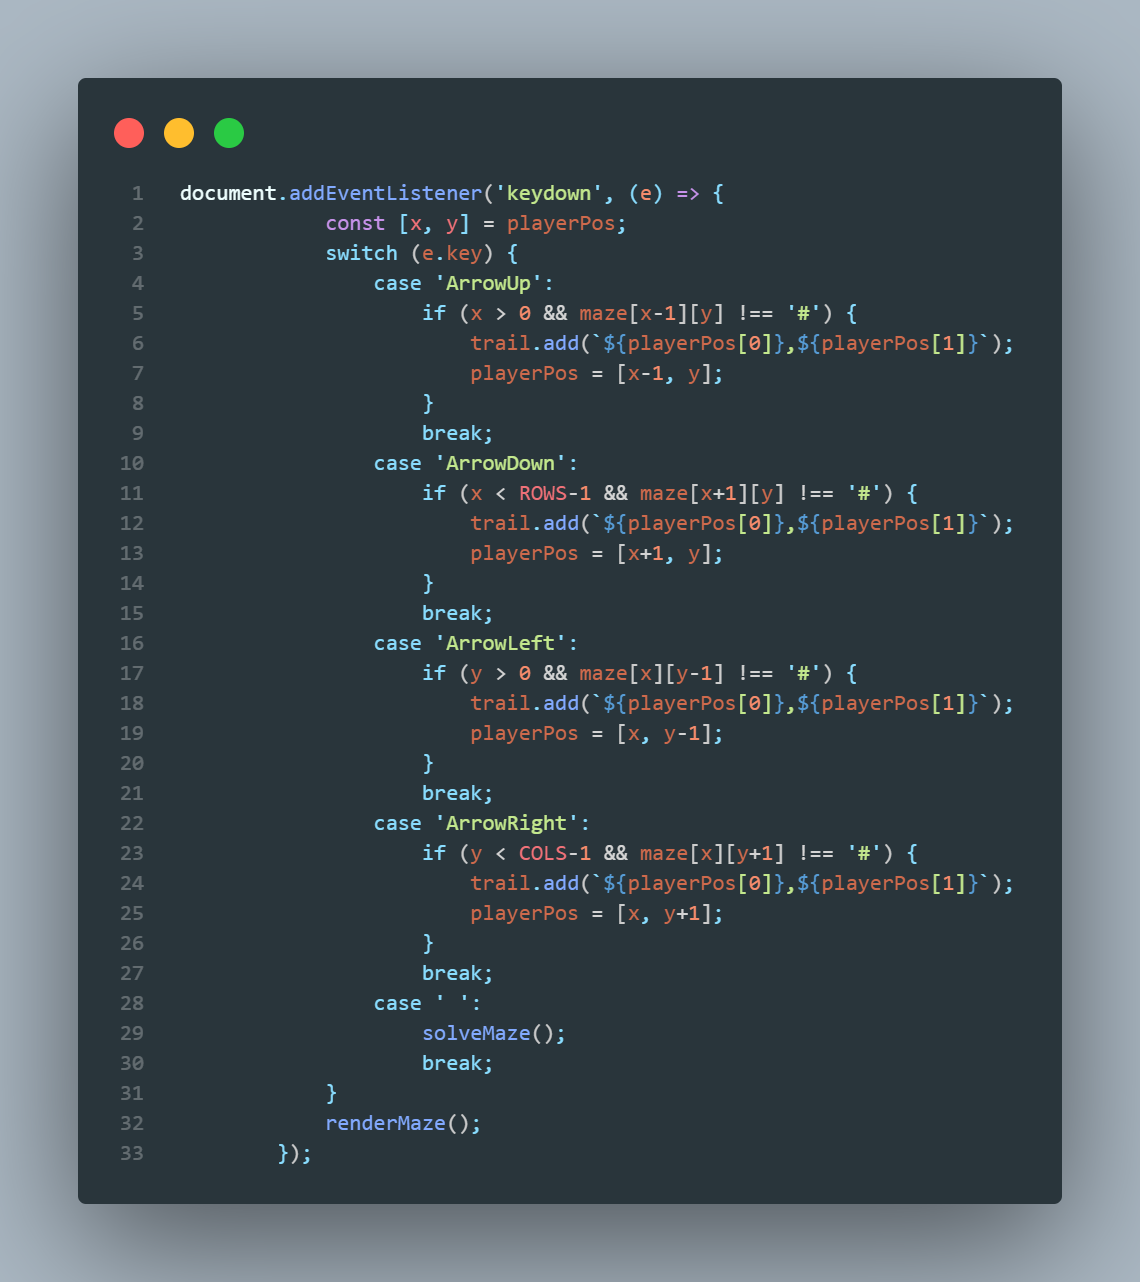 1 document.addEventListener('keydown', (e) => {
2             const [x, y] = playerPos;
3             switch (e.key) {
4                 case 'ArrowUp':
5                     if (x > 0 && maze[x-1][y] !== '#') {
6                         trail.add(`${playerPos[0]},${playerPos[1]}`);
7                         playerPos = [x-1, y];
8                     }
9                     break;
10                 case 'ArrowDown':
11                     if (x < ROWS-1 && maze[x+1][y] !== '#') {
12                         trail.add(`${playerPos[0]},${playerPos[1]}`);
13                         playerPos = [x+1, y];
14                     }
15                     break;
16                 case 'ArrowLeft':
17                     if (y > 0 && maze[x][y-1] !== '#') {
18                         trail.add(`${playerPos[0]},${playerPos[1]}`);
19                         playerPos = [x, y-1];
20                     }
21                     break;
22                 case 'ArrowRight':
23                     if (y < COLS-1 && maze[x][y+1] !== '#') {
24                         trail.add(`${playerPos[0]},${playerPos[1]}`);
25                         playerPos = [x, y+1];
26                     }
27                     break;
28                 case ' ':
29                     solveMaze();
30                     break;
31             }
32             renderMaze();
33         });